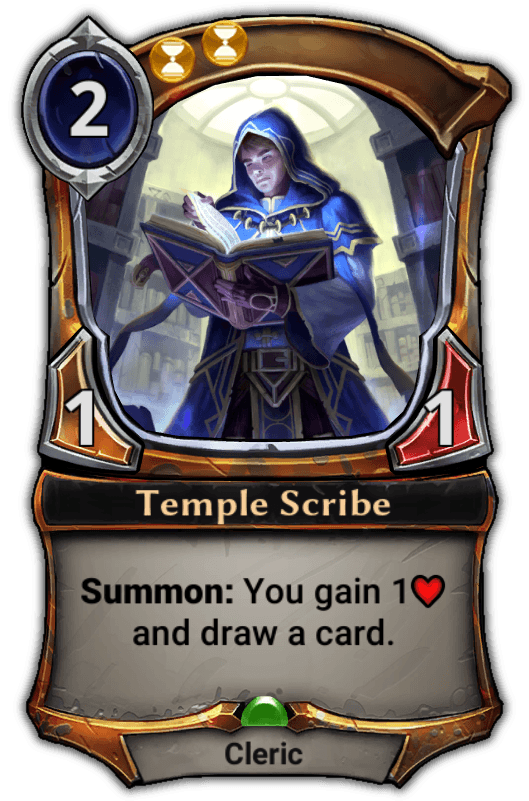 2
1
1
Temple Scribe
Summon: You gain 1❤
and draw a card.
Cleric